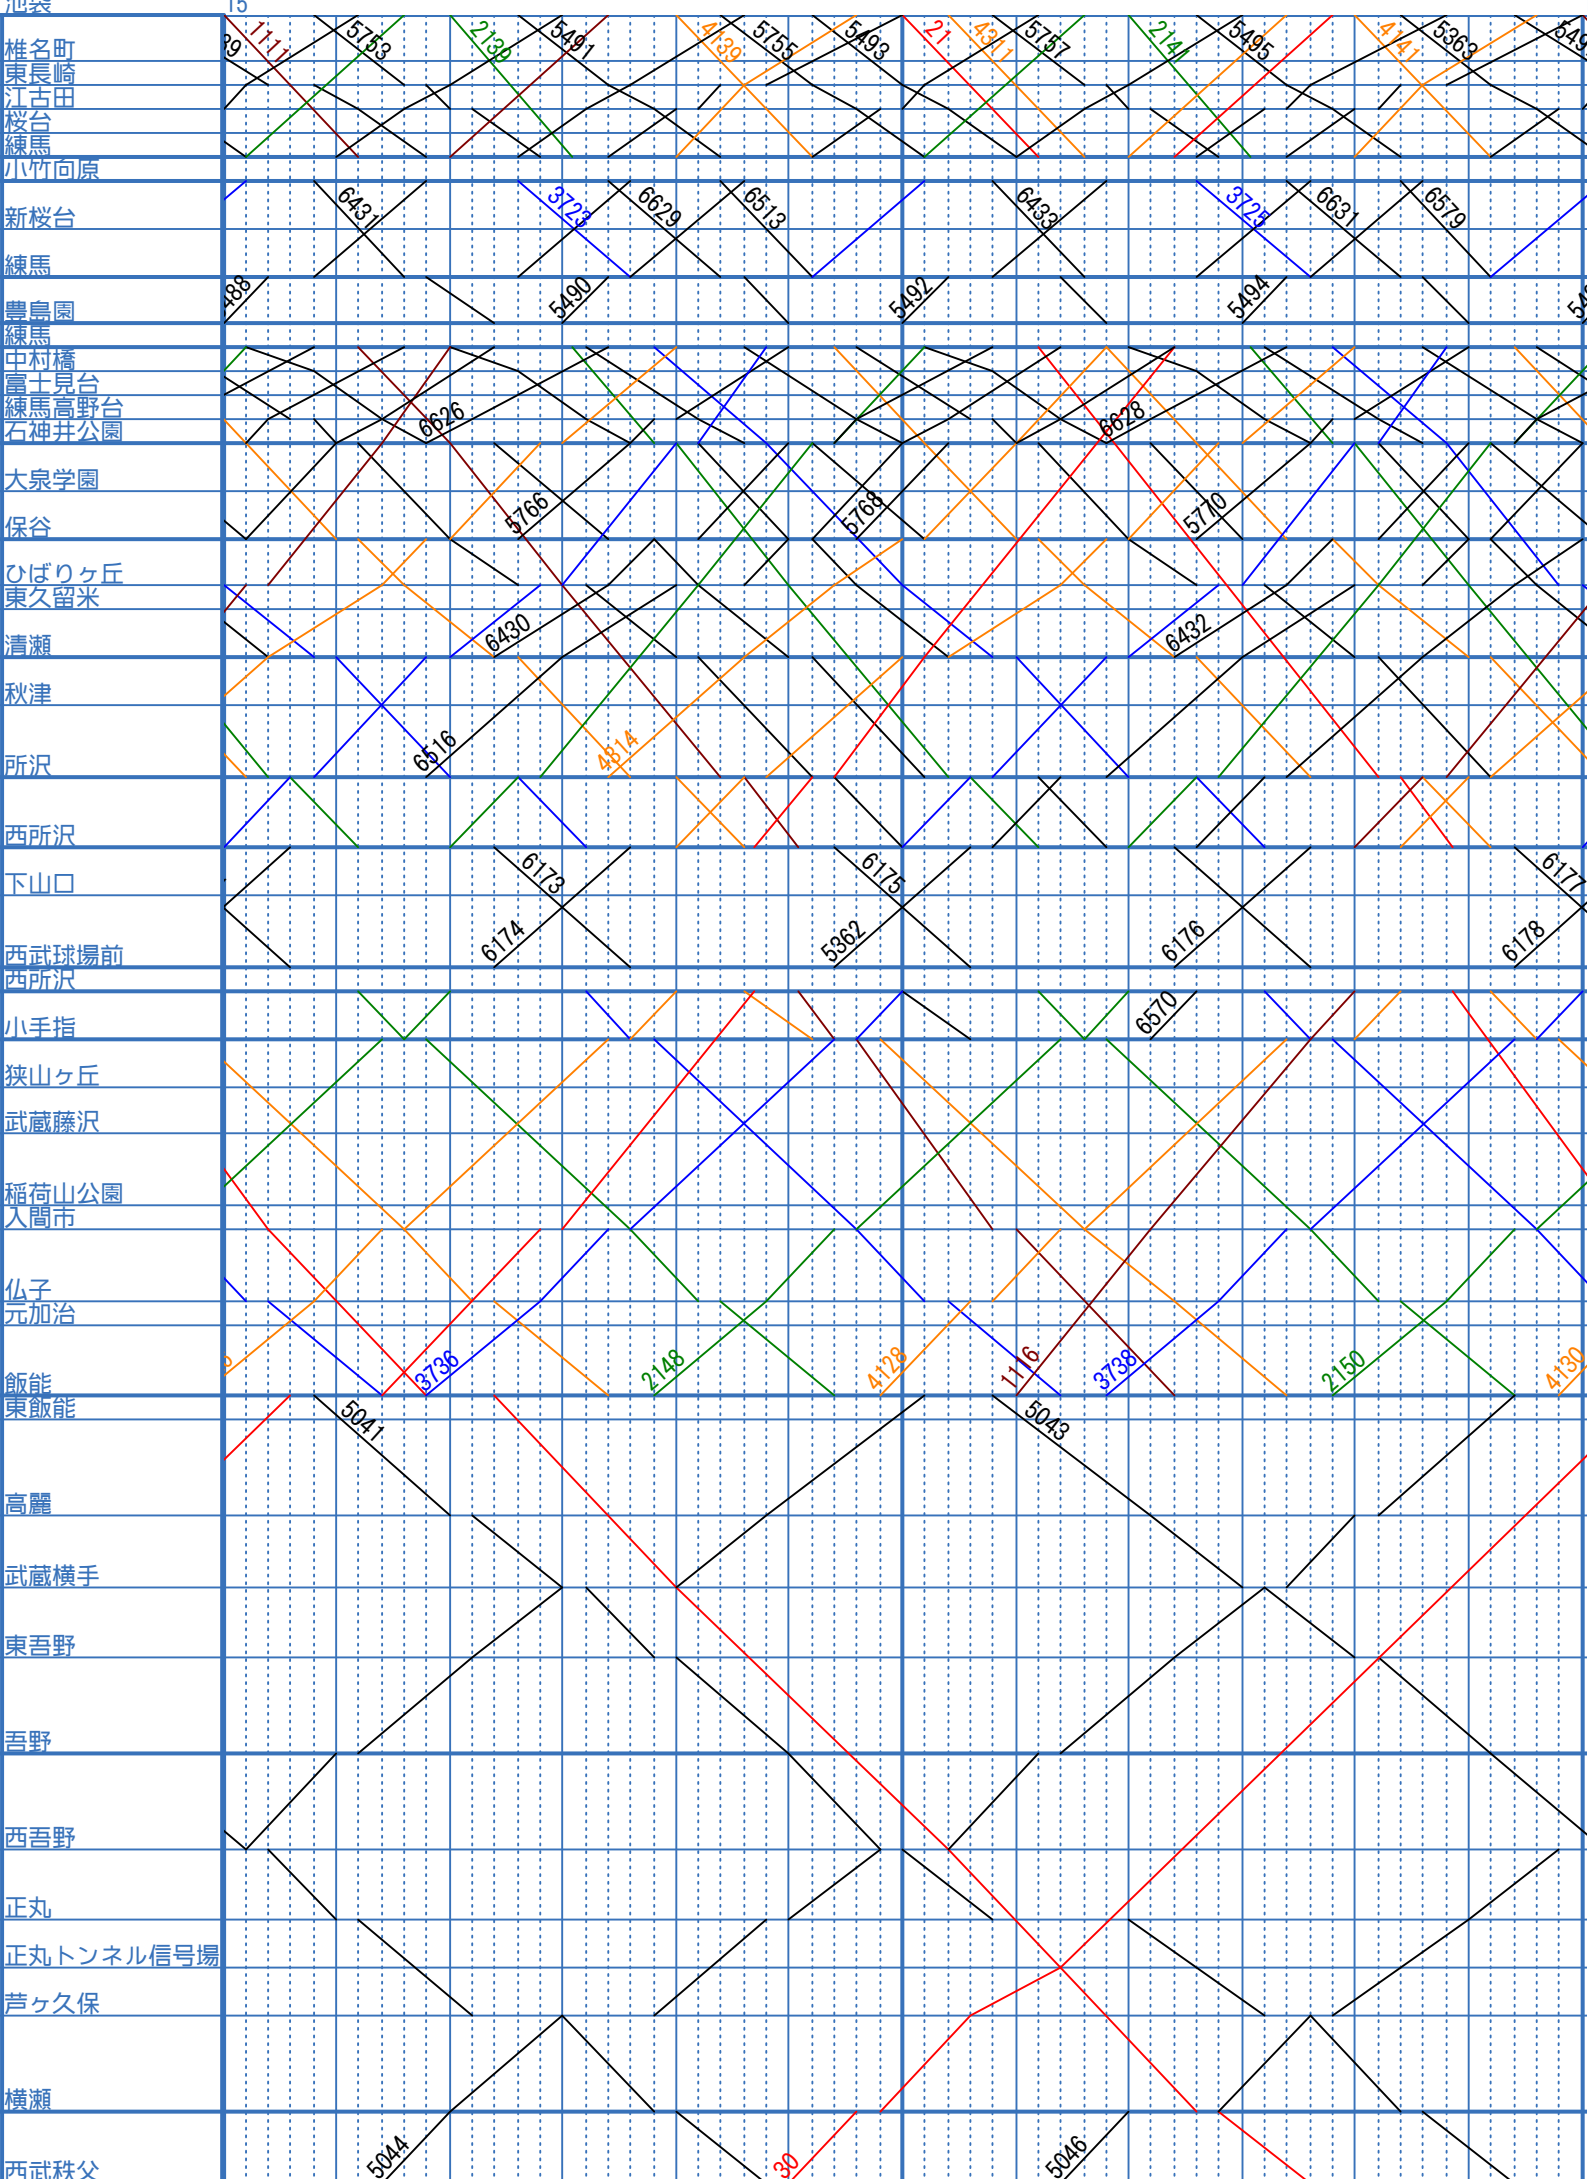 池袋 15
椎名町 39 1111 5753 2139 5491 4139 5755 5493 21 4311 5757 2141 5495 4141 5363
東長崎
江古田
桜台
練馬
小竹向原
新桜台 6431 3723 6629 6513 6433 3725 6631 6579
練馬
豊島園 488 5490 5492 5494
練馬
中村橋
富士見台
練馬高野台
石神井公園 6626 6628
大泉学園
保谷 5766 5768 5770
ひばりヶ丘
東久留米
清瀬 6430 6432
秋津
所沢 6516 4814
西所沢
下山口 6173 6175 6177
西武球場前 6174 5362 6176 6178
西所沢
小手指 6570
狭山ヶ丘
武蔵藤沢
稲荷山公園
入間市
仏子
元加治
飯能 3736 2148 4128 1116 3738 2150 4130
東飯能 5041 5043
高麗
武蔵横手
東吾野
吾野
西吾野
正丸
正丸トンネル信号場
芦ヶ久保
横瀬
西武秩父 5044 30 5046